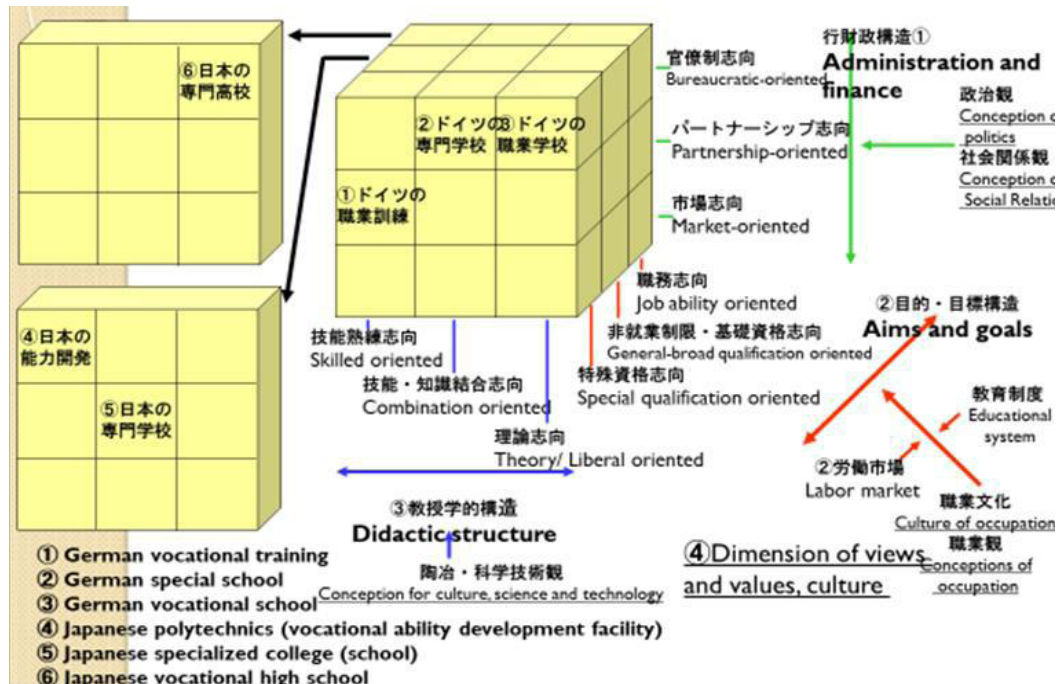 ⑥日本の
専門高校
②ドイツの
専門学校
③ドイツの
職業学校
①ドイツの
職業訓練
④日本の
能力開発
⑤日本の
専門学校
官僚制志向
Bureaucratic-oriented
パートナーシップ志向
Partnership-oriented
市場志向
Market-oriented
行財政構造①
Administration and
finance
政治観
Conception o
politics
社会関係観
Conception o
Social Relatio
職務志向
Job ability oriented
非就業制限・基礎資格志向
General-broad qualification oriented
特殊資格志向
Special qualification oriented
②目的・目標構造
Aims and goals
教育制度
Educational
system
②労働市場
Labor market
職業文化
Culture of occupation
職業観
Conceptions of
occupation
技能熟練志向
Skilled oriented
技能・知識結合志向
Combination oriented
理論志向
Theory/ Liberal oriented
③教授学的構造
Didactic structure
陶冶・科学技術観
Conception for culture, science and technology
④Dimension of views
and values, culture
① German vocational training
② German special school
③ German vocational school
④ Japanese polytechnics (vocational ability development facility)
⑤ Japanese specialized college (school)
⑥ Japanese vocational high school